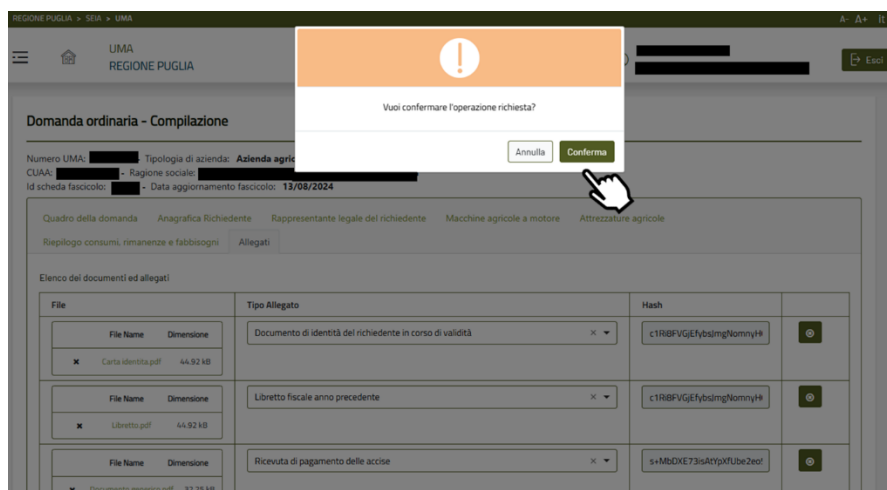 REGIONE PUGLIA > SEIA > UMA
A- A+ it
UMA
REGIONE PUGLIA
Esci
Vuoi confermare l'operazione richiesta?
Annulla Conferma
Domanda ordinaria - Compilazione
Numero UMA: - Tipologia di azienda: Azienda agric
CUAA: - Ragione sociale:
Id scheda fascicolo: - Data aggiornamento fascicolo: 13/08/2024
Quadro della domanda Anagrafica Richiedente Rappresentante legale del richiedente Macchine agricole a motore Attrezzature agricole
Riepilogo consumi, rimanenze e fabbisogni Allegati
Elenco dei documenti ed allegati
File Tipo Allegato Hash
File Name Dimensione Documento di identità del richiedente in corso di validità
Carta identita.pdf 44.92 kB
File Name Dimensione Libretto fiscale anno precedente
Libretto.pdf 44.92 kB
File Name Dimensione Ricevuta di pagamento delle accise